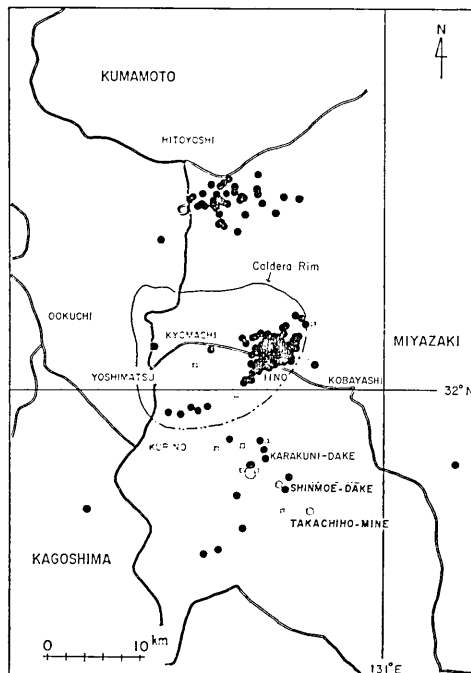 N
KUMAMOTO
HITOYOSHI
Caldera Rim
OOKUCHI
KYOMACHI
MIYAZAKI
YOSHIMATSU
IINO
KOBAYASHI
32°N
KURINO
KARAKUNI-DAKE
SHINMOE-DAKE
TAKACHIHO-MINE
KAGOSHIMA
0 10 km
131°E